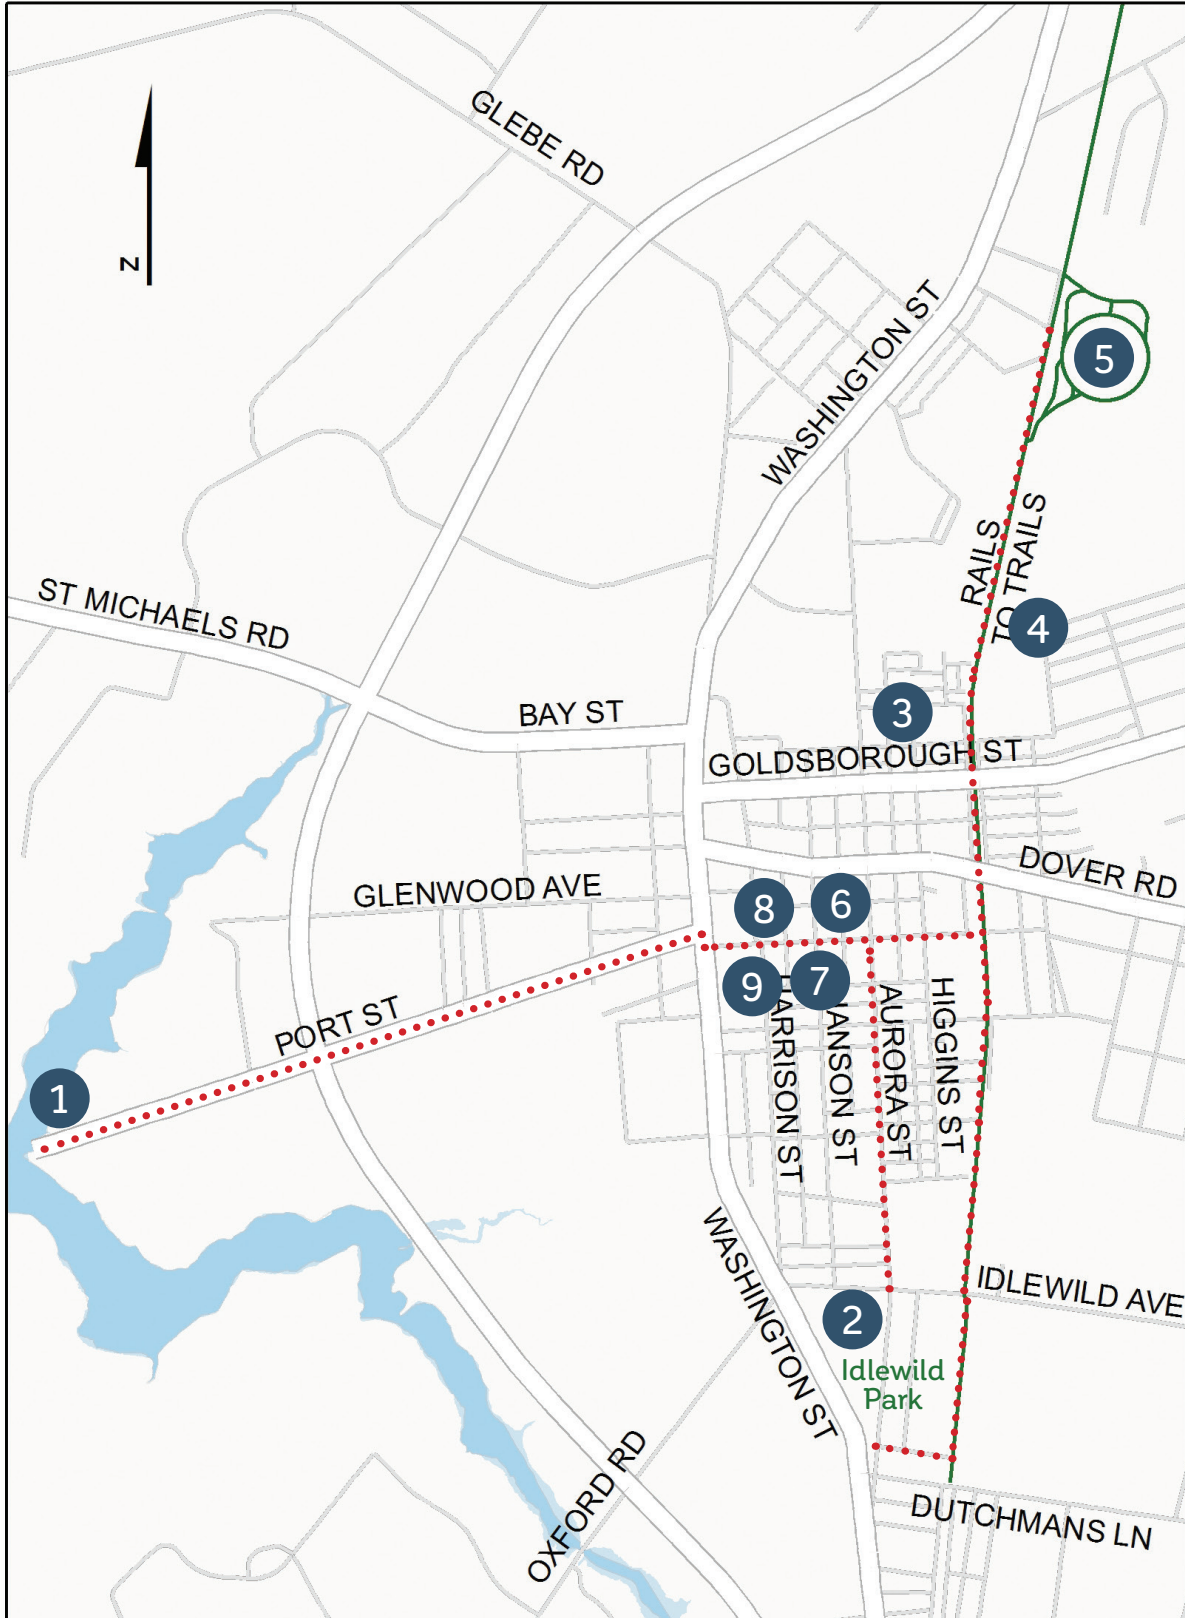 GLEBE RD
N
WASHINGTON ST
5
RAILS
TO TRAILS
4
ST MICHAELS RD
BAY ST
3
GOLDSBOROUGH ST
DOVER RD
GLENWOOD AVE
8
6
9
7
PORT ST
HARRISON ST
HANSON ST
AURORA ST
HIGGINS ST
1
WASHINGTON ST
IDLEWILD AVE
2
Idlewild
Park
OXFORD RD
DUTCHMANS LN